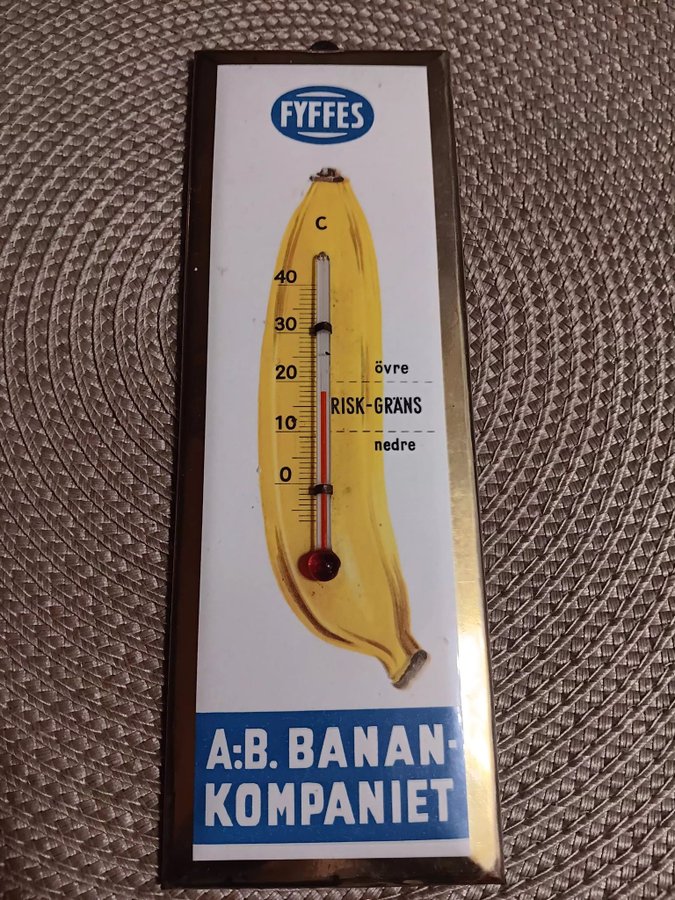 FYFFES
C
40
30
20
10
0
övre
RISK-GRÄNS
nedre
A.-B. BANAN-
KOMPANIET